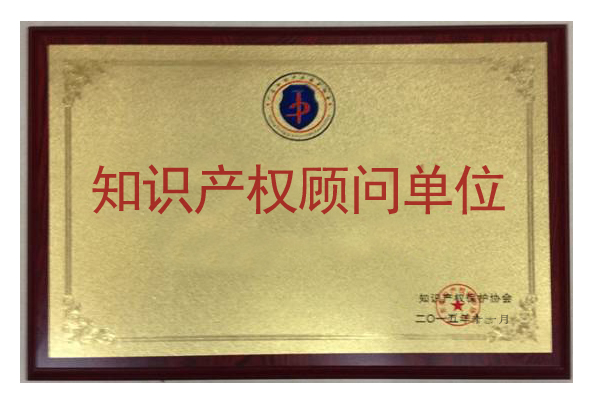 知识产权顾问单位
知识产权保护协会
二〇一五年十二月